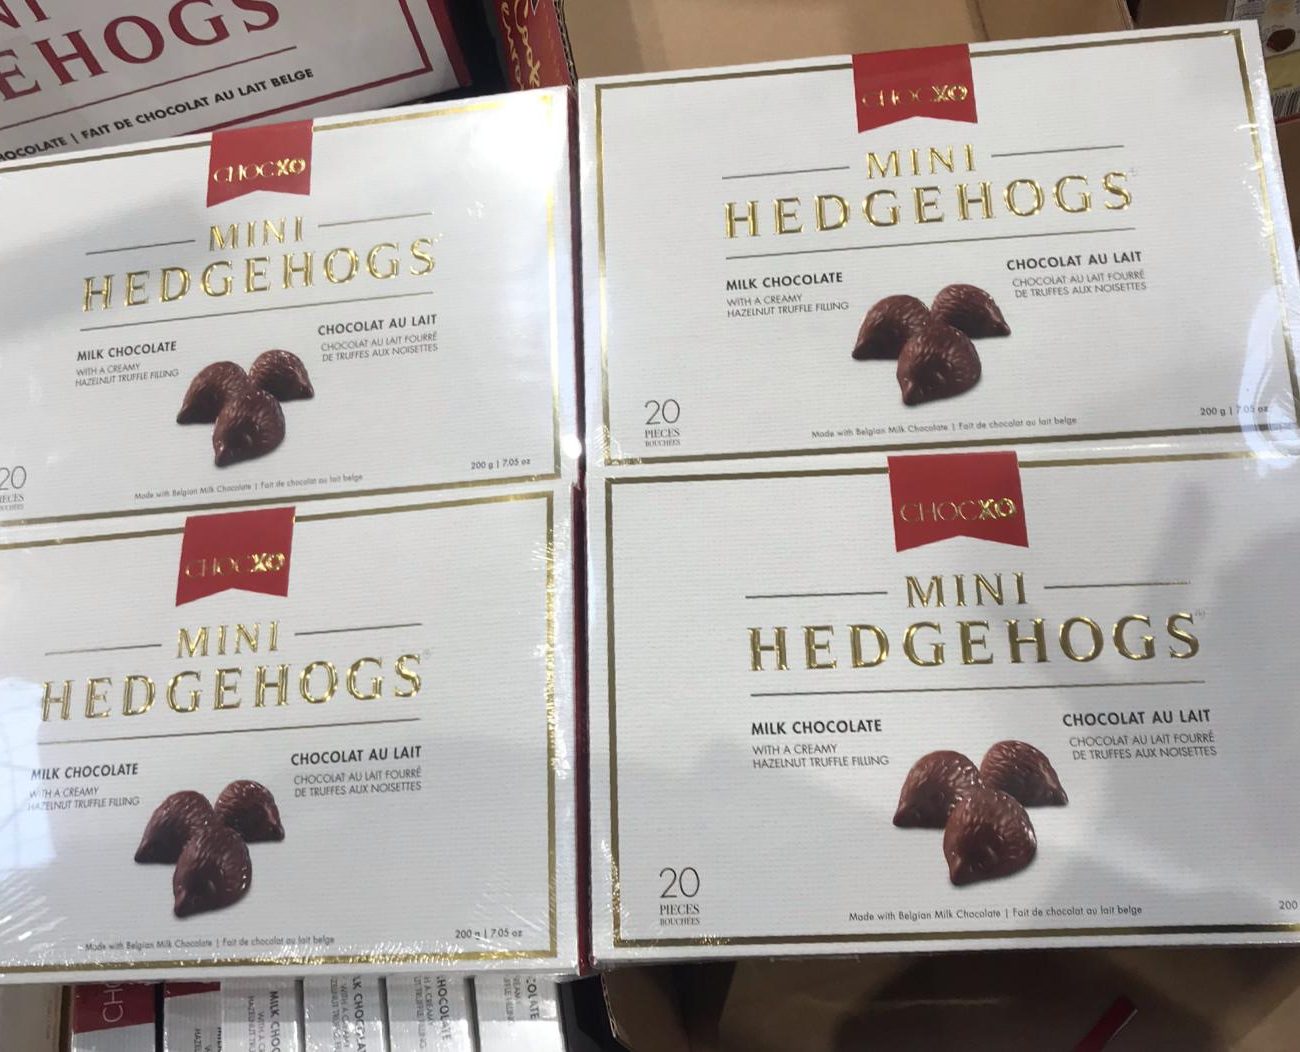 MINI
EHOGS
OCOLATE | FAIT DE CHOCOLAT AU LAIT BELGE
CHOCXO
MINI
HEDGEHOGS
MILK CHOCOLATE
WITH A CREAMY
HAZELNUT TRUFFLE FILLING
CHOCOLAT AU LAIT
CHOCOLAT AU LAIT FOURRÉ
DE TRUFFES AUX NOISETTES
20
PIECES
BOUCHÉES
Made with Belgian Milk Chocolate | Fait de chocolat au lait belge
200 g | 7.05 oz
CHOCXO
MINI
HEDGEHOGS
MILK CHOCOLATE
WITH A CREAMY
HAZELNUT TRUFFLE FILLING
CHOCOLAT AU LAIT
CHOCOLAT AU LAIT FOURRÉ
DE TRUFFES AUX NOISETTES
20
PIECES
BOUCHÉES
Made with Belgian Milk Chocolate | Fait de chocolat au lait belge
200 g | 7.05 oz
CHOCXO
MINI
HEDGEHOGS
MILK CHOCOLATE
WITH A CREAMY
HAZELNUT TRUFFLE FILLING
CHOCOLAT AU LAIT
CHOCOLAT AU LAIT FOURRÉ
DE TRUFFES AUX NOISETTES
Made with Belgian Milk Chocolate | Fait de chocolat au lait belge
200 g | 7.05 oz
CHOCXO
MINI
HEDGEHOGS
MILK CHOCOLATE
WITH A CREAMY
HAZELNUT TRUFFLE FILLING
CHOCOLAT AU LAIT
CHOCOLAT AU LAIT FOURRÉ
DE TRUFFES AUX NOISETTES
20
PIECES
BOUCHÉES
Made with Belgian Milk Chocolate | Fait de chocolat au lait belge
200